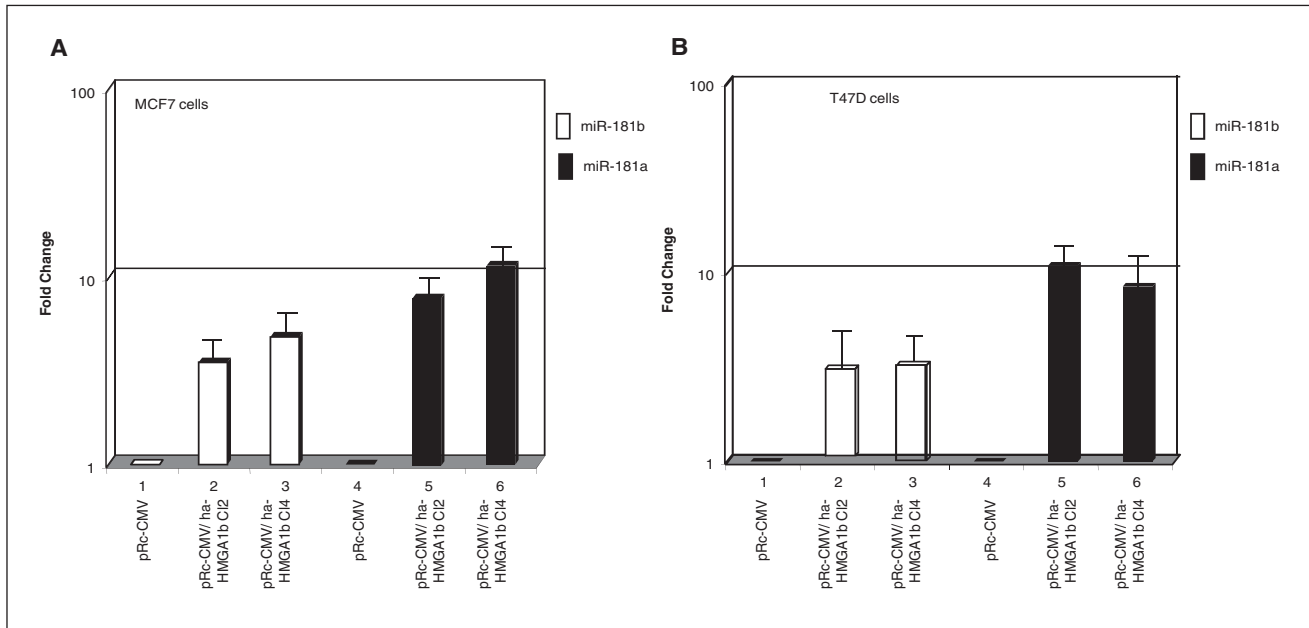 A
MCF7 cells
100
10
1
Fold Change
miR-181b
miR-181a
1
2
3
4
5
6
pRc-CMV
pRc-CMV/ ha-
HMGA1b Cl2
pRc-CMV/ ha-
HMGA1b Cl4
pRc-CMV
pRc-CMV/ ha-
HMGA1b Cl2
pRc-CMV/ ha-
HMGA1b Cl4
B
T47D cells
100
10
1
Fold Change
miR-181b
miR-181a
1
2
3
4
5
6
pRc-CMV
pRc-CMV/ ha-
HMGA1b Cl2
pRc-CMV/ ha-
HMGA1b Cl4
pRc-CMV
pRc-CMV/ ha-
HMGA1b Cl2
pRc-CMV/ ha-
HMGA1b Cl4